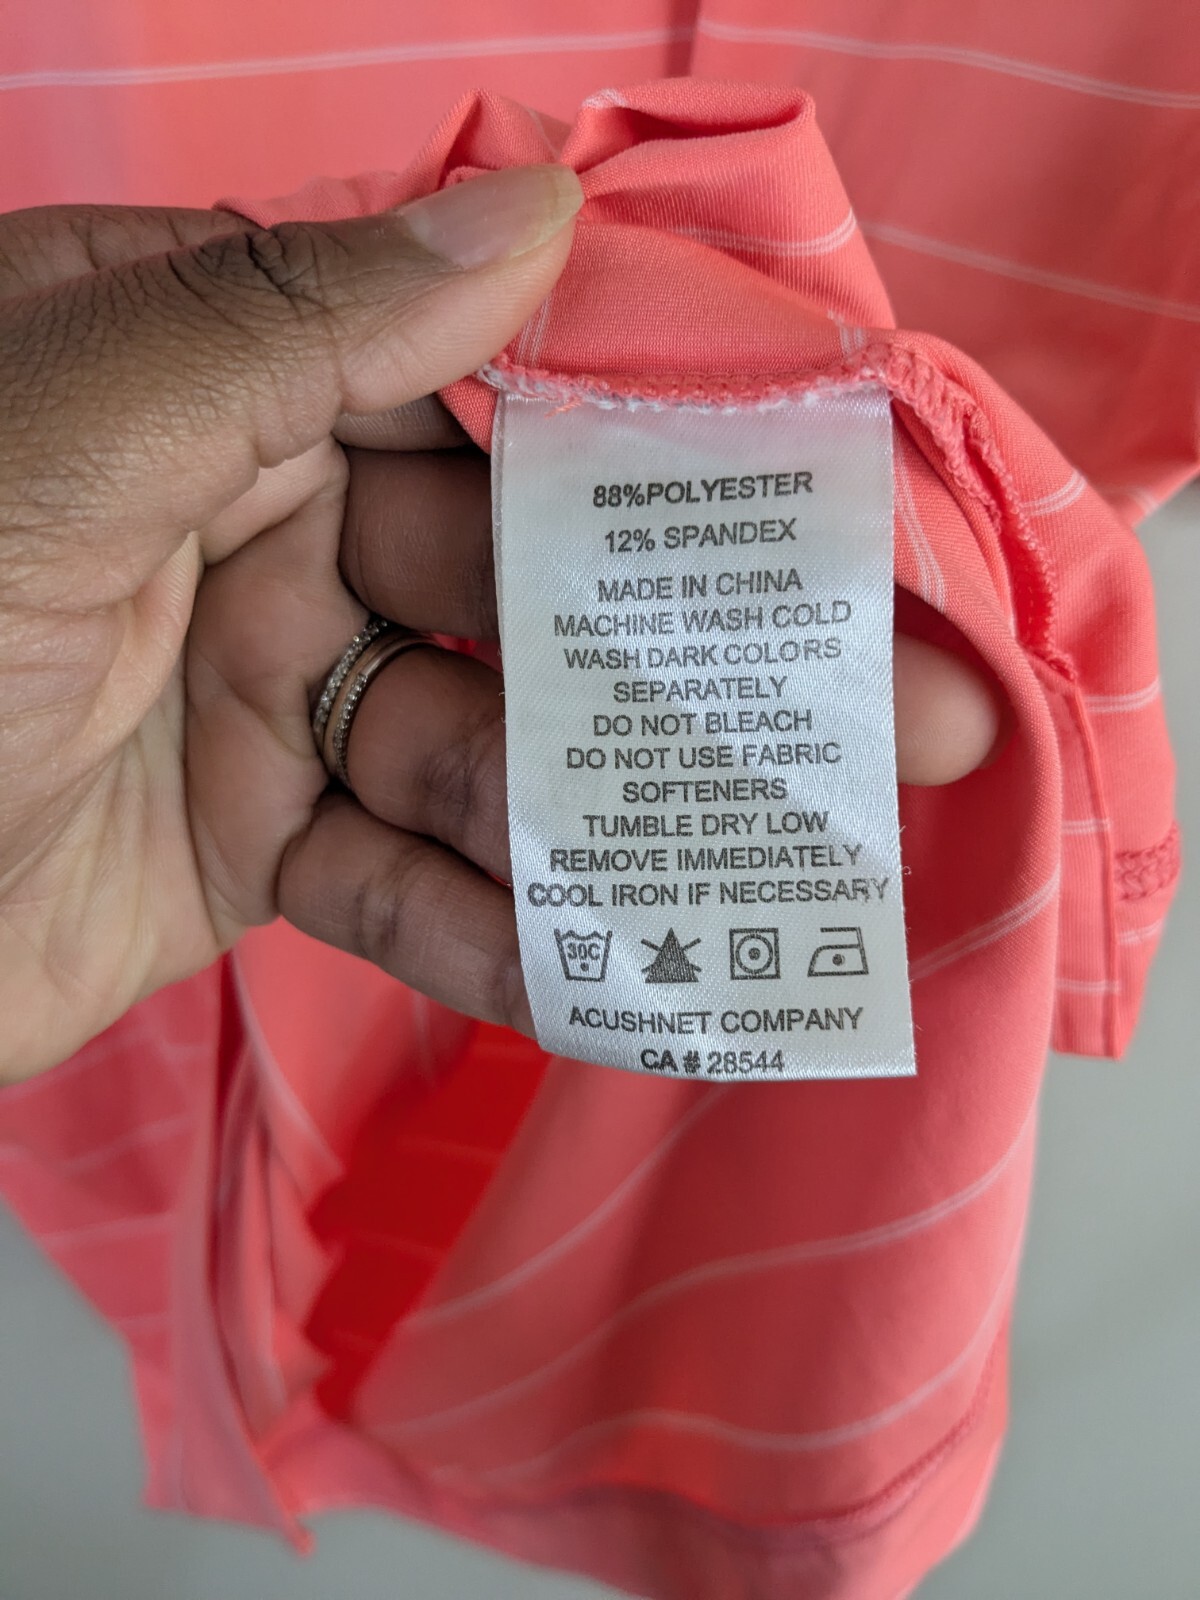 88%POLYESTER
12% SPANDEX
MADE IN CHINA
MACHINE WASH COLD
WASH DARK COLORS
SEPARATELY
DO NOT BLEACH
DO NOT USE FABRIC
SOFTENERS
TUMBLE DRY LOW
REMOVE IMMEDIATELY
COOL IRON IF NECESSARY
30C
ACUSHNET COMPANY
CA # 28544